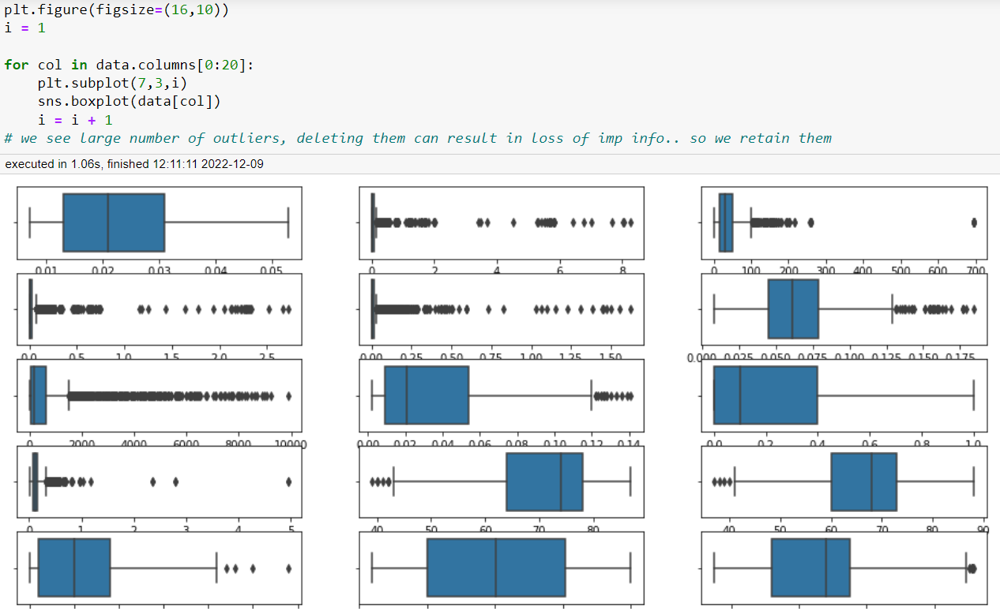 plt.figure(figsize=(16,10))
i = 1
for col in data.columns[0:20]:
    plt.subplot(7,3,i)
    sns.boxplot(data[col])
    i = i + 1
# we see large number of outliers, deleting them can result in loss of imp info.. so we retain them
executed in 1.06s, finished 12:11:11 2022-12-09
0.01 0.02 0.03 0.04 0.05
0 2 4 6 8
0 100 200 300 400 500 600 700
0.0 0.5 1.0 1.5 2.0 2.5
0.00 0.25 0.50 0.75 1.00 1.25 1.50
0.000 0.025 0.050 0.075 0.100 0.125 0.150 0.175
0 2000 4000 6000 8000 10000
0.00 0.02 0.04 0.06 0.08 0.10 0.12 0.14
0.0 0.2 0.4 0.6 0.8 1.0
0 1 2 3 4 5
40 50 60 70 80
40 50 60 70 80 90